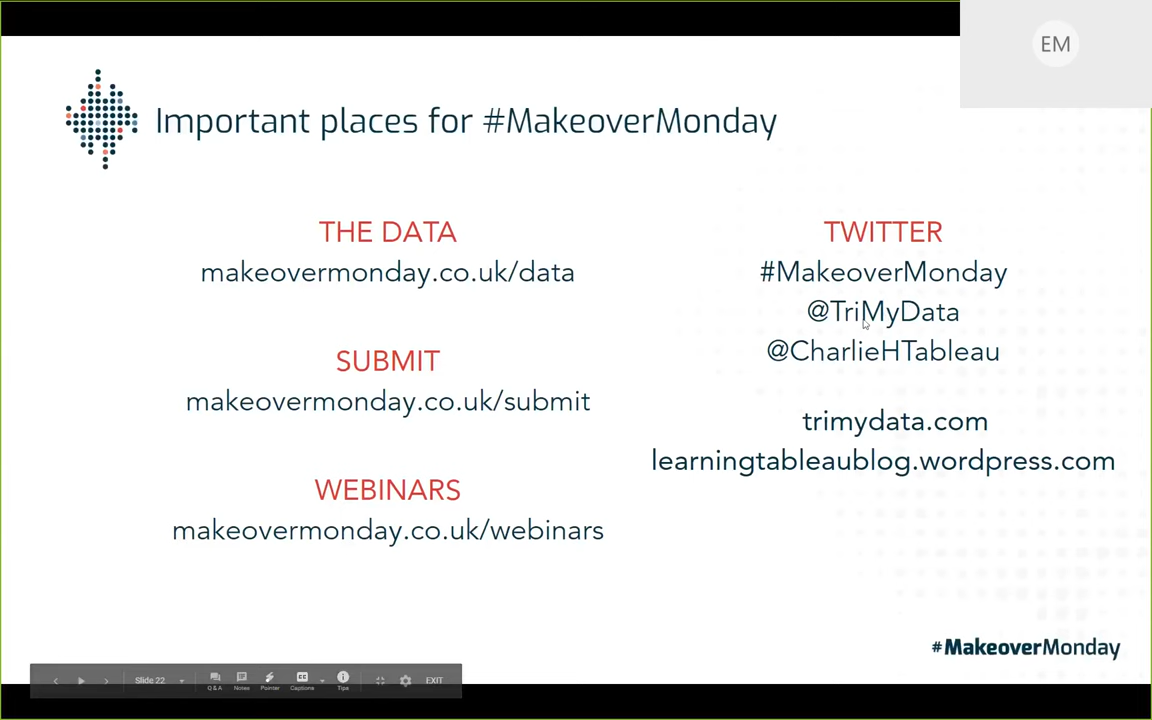 EM
Important places for #MakeoverMonday
THE DATA
makeovermonday.co.uk/data
SUBMIT
makeovermonday.co.uk/submit
WEBINARS
makeovermonday.co.uk/webinars
TWITTER
#MakeoverMonday
@TriMyData
@CharlieHTableau
trimydata.com
learningtableaublog.wordpress.com
#MakeoverMonday
Slide 22
Q & A
Notes
Pointer
CC
Captions
Tips
EXIT